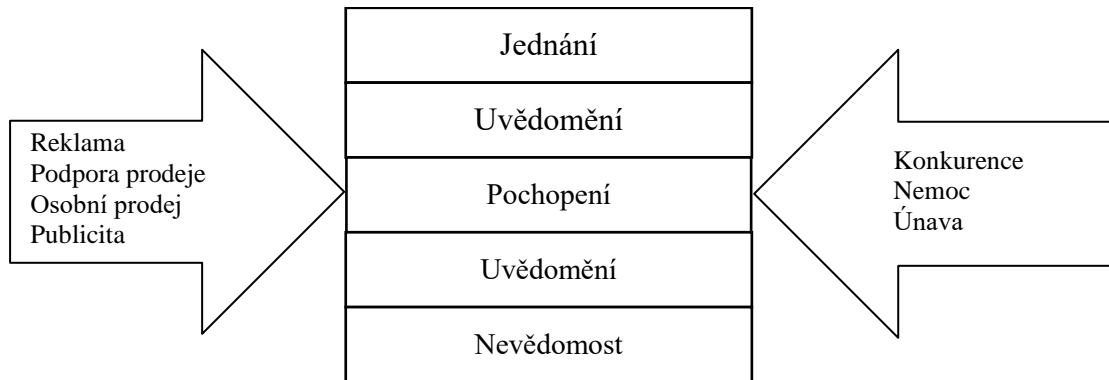 Reklama
Podpora prodeje
Osobní prodej
Publicita
Jednání
Uvědomění
Pochopení
Uvědomění
Nevědomost
Konkurence
Nemoc
Únava